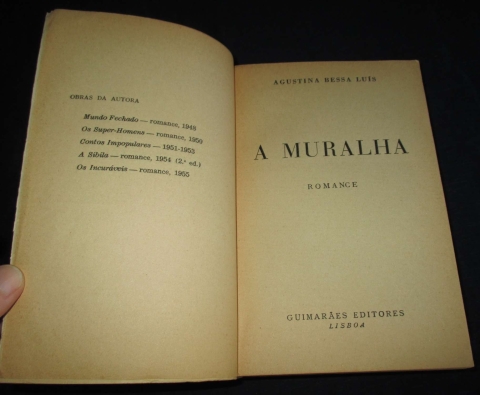 OBRAS DA AUTORA
Mundo Fechado — romance, 1948
Os Super-Homens — romance, 1950
Contos Impopulares — 1951-1953
A Sibila — romance, 1954 (2.ª ed.)
Os Incuráveis — romance, 1955
AGUSTINA BESSA LUÍS
A MURALHA
ROMANCE
GUIMARÃES EDITORES
LISBOA